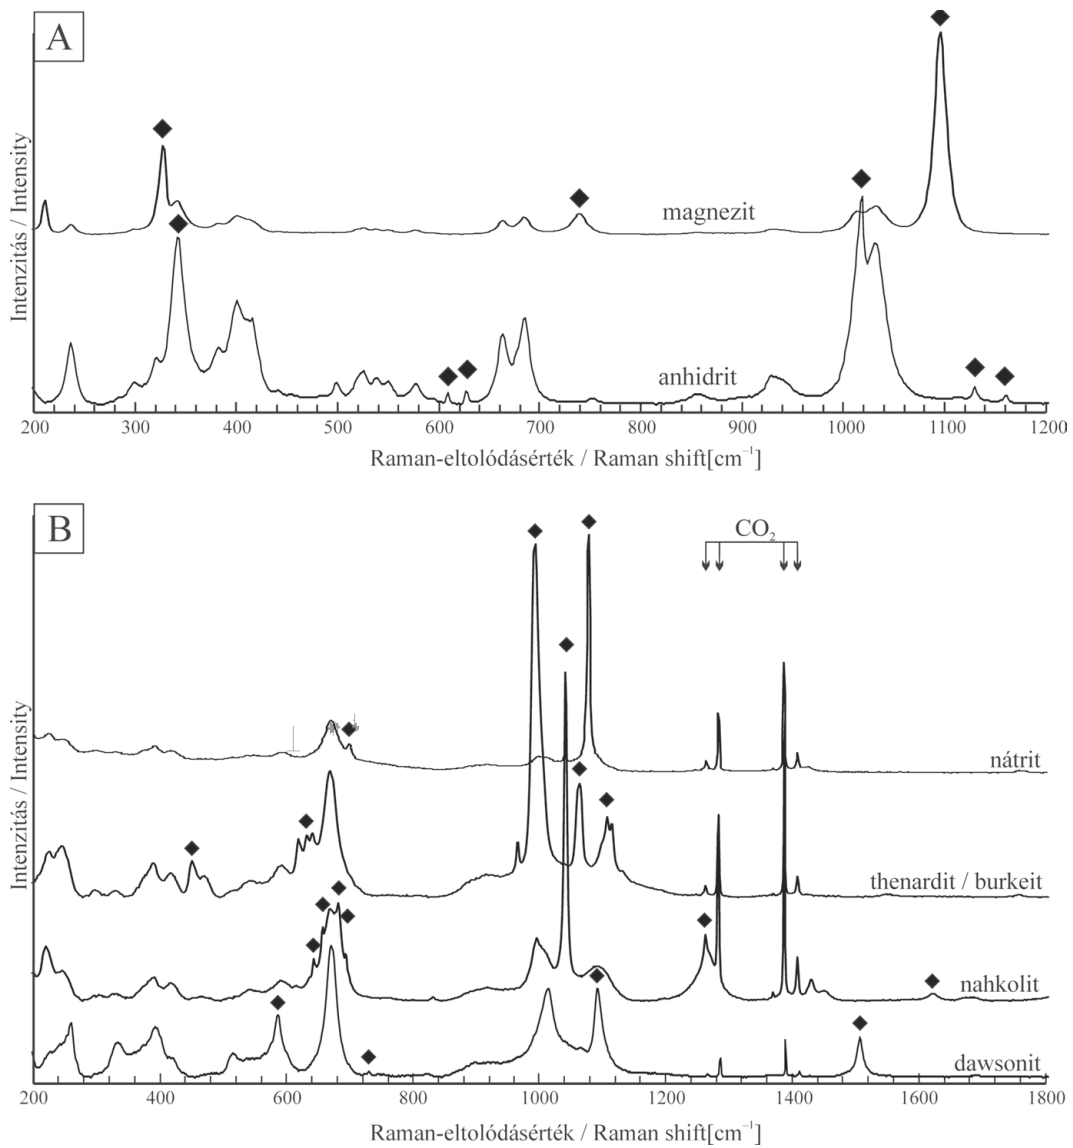 A
Intenzitás / Intensity
magnezit
anhidrit
200 300 400 500 600 700 800 900 1000 1100 1200
Raman-eltolódásérték / Raman shift[cm⁻¹]
B
CO₂
Intenzitás / Intensity
nátrit
thenardit / burkeit
nahkolit
dawsonit
200 400 600 800 1000 1200 1400 1600 1800
Raman-eltolódásérték / Raman shift[cm⁻¹]